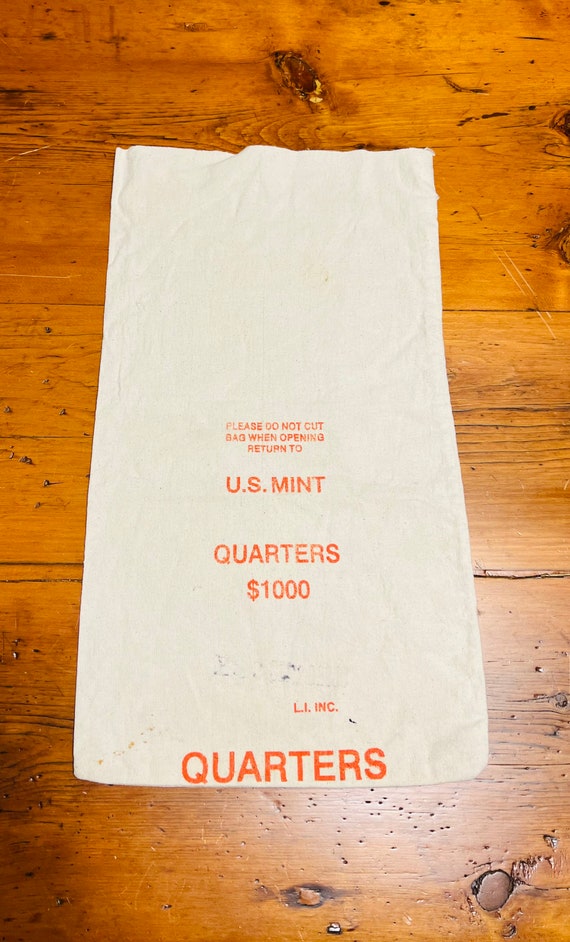 PLEASE DO NOT CUT
BAG WHEN OPENING
RETURN TO
U.S. MINT
QUARTERS
$1000
L.I. INC.
QUARTERS